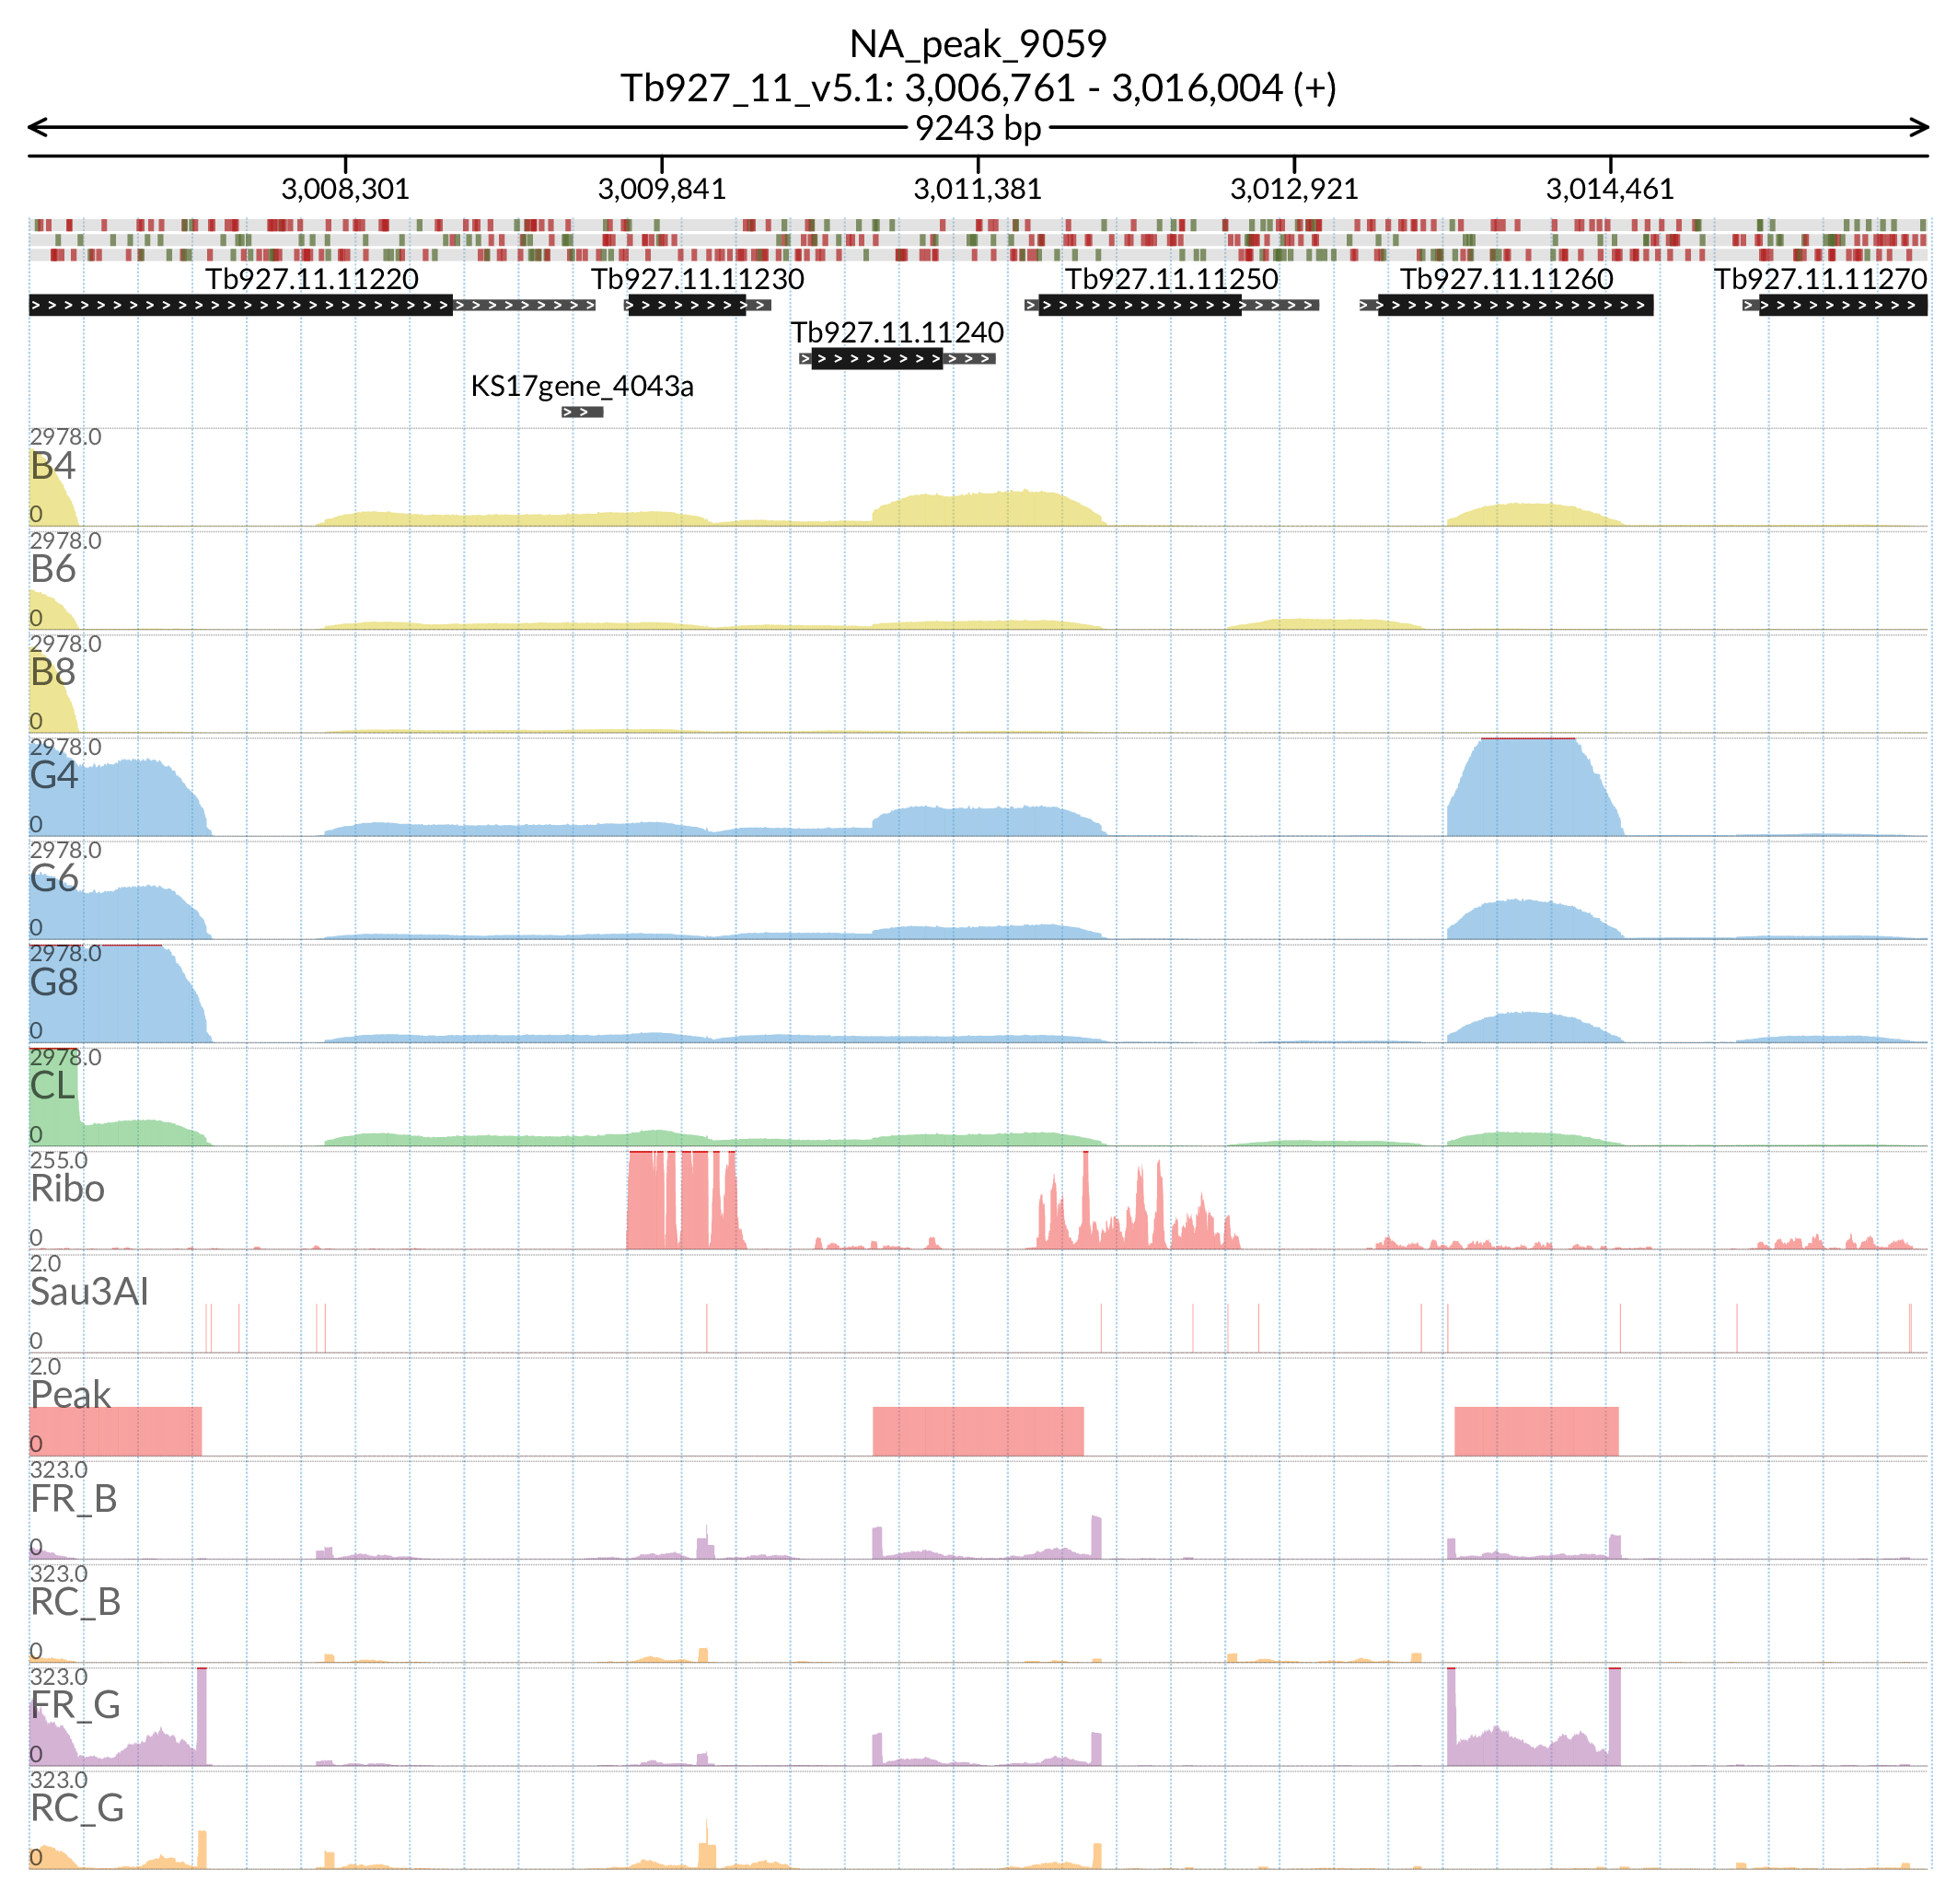 NA_peak_9059
Tb927_11_v5.1: 3,006,761 - 3,016,004 (+)
9243 bp
3,008,301 3,009,841 3,011,381 3,012,921 3,014,461
Tb927.11.11220 Tb927.11.11230 Tb927.11.11250 Tb927.11.11260 Tb927.11.11270
Tb927.11.11240
KS17gene_4043a
2978.0
B4
0
2978.0
B6
0
2978.0
B8
0
2978.0
G4
0
2978.0
G6
0
2978.0
G8
0
2978.0
CL
0
255.0
Ribo
0
2.0
Sau3AI
0
2.0
Peak
0
323.0
FR_B
0
323.0
RC_B
0
323.0
FR_G
0
323.0
RC_G
0